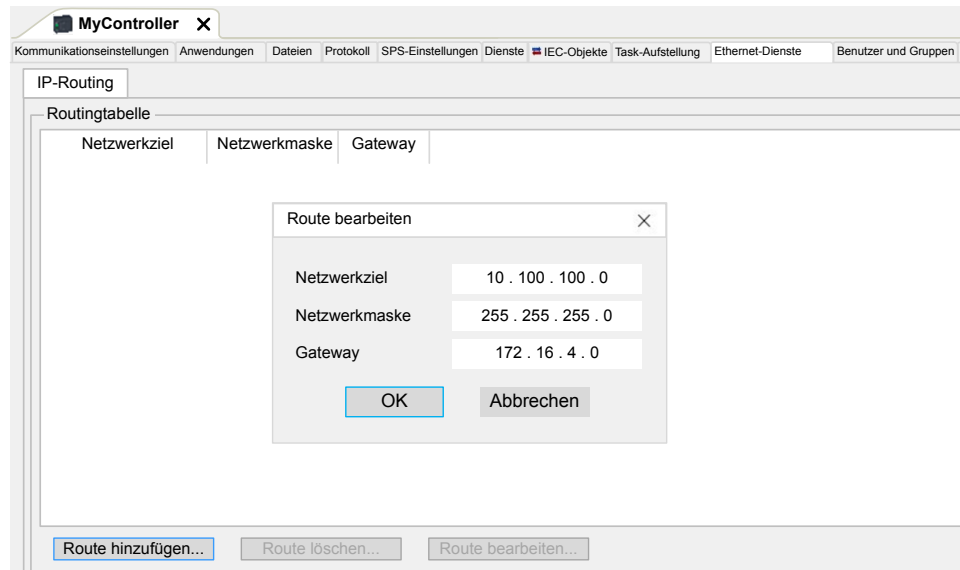 MyController X
Kommunikationseinstellungen Anwendungen Dateien Protokoll SPS-Einstellungen Dienste IEC-Objekte Task-Aufstellung Ethernet-Dienste Benutzer und Gruppen
IP-Routing
Routingtabelle
Netzwerkziel Netzwerkmaske Gateway
Route bearbeiten
Netzwerkziel 10 . 100 . 100 . 0
Netzwerkmaske 255 . 255 . 255 . 0
Gateway 172 . 16 . 4 . 0
OK Abbrechen
Route hinzufügen... Route löschen... Route bearbeiten...